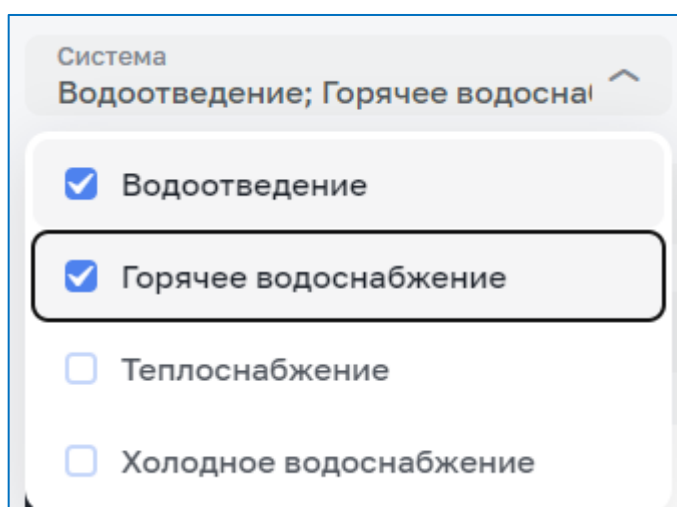 Система
Водоотведение; Горячее водосна
Водоотведение
Горячее водоснабжение
Теплоснабжение
Холодное водоснабжение